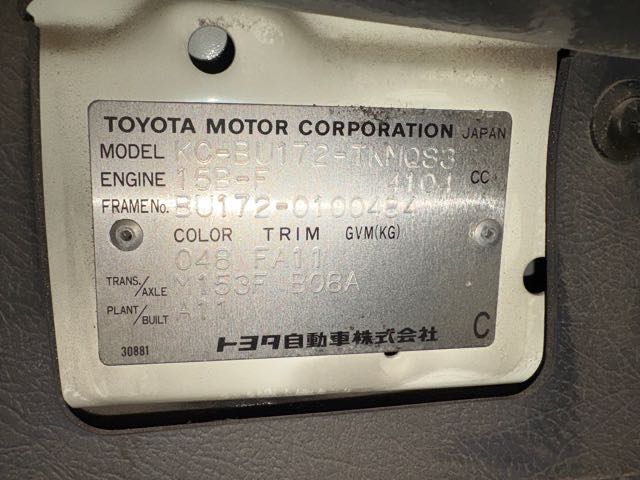 TOYOTA MOTOR CORPORATION JAPAN
MODEL KC-BU172-TKMQS3
ENGINE 15B-F 4101 CC
FRAME No. BU172-0100484
COLOR TRIM GVM(KG)
048 FA11
TRANS./AXLE M153F B08A
PLANT/BUILT A11
30881 トヨタ自動車株式会社 C